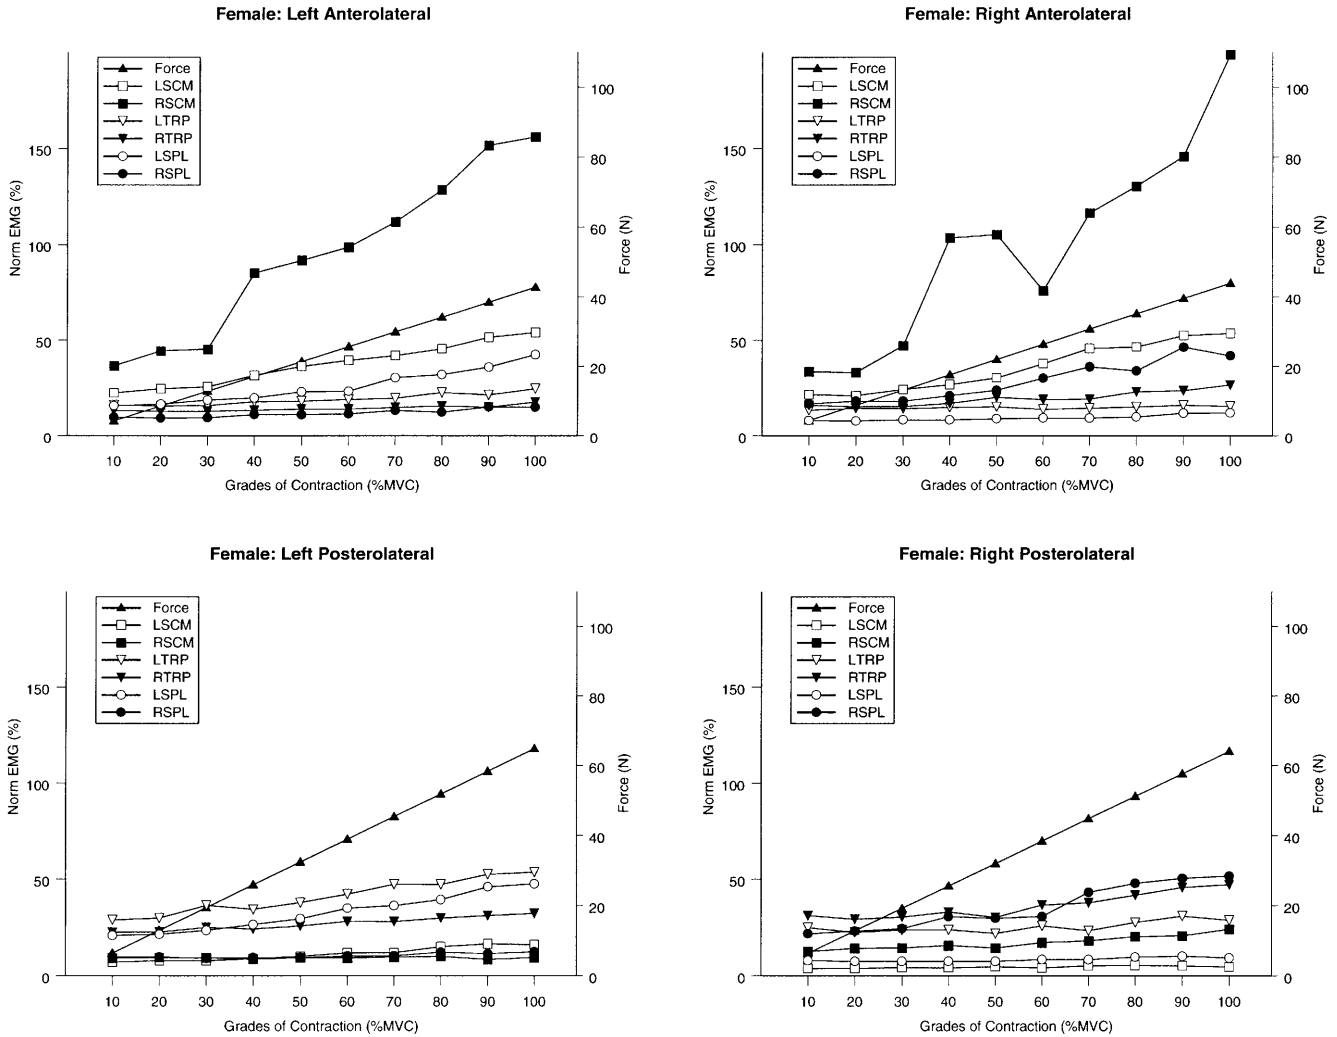 Female: Left Anterolateral
Force
LSCM
RSCM
LTRP
RTRP
LSPL
RSPL
Norm EMG (%)
150
100
50
0
Force (N)
100
80
60
40
20
0
10 20 30 40 50 60 70 80 90 100
Grades of Contraction (%MVC)
Female: Right Anterolateral
Force
LSCM
RSCM
LTRP
RTRP
LSPL
RSPL
Norm EMG (%)
150
100
50
0
Force (N)
100
80
60
40
20
0
10 20 30 40 50 60 70 80 90 100
Grades of Contraction (%MVC)
Female: Left Posterolateral
Force
LSCM
RSCM
LTRP
RTRP
LSPL
RSPL
Norm EMG (%)
150
100
50
0
Force (N)
100
80
60
40
20
0
10 20 30 40 50 60 70 80 90 100
Grades of Contraction (%MVC)
Female: Right Posterolateral
Force
LSCM
RSCM
LTRP
RTRP
LSPL
RSPL
Norm EMG (%)
150
100
50
0
Force (N)
100
80
60
40
20
0
10 20 30 40 50 60 70 80 90 100
Grades of Contraction (%MVC)